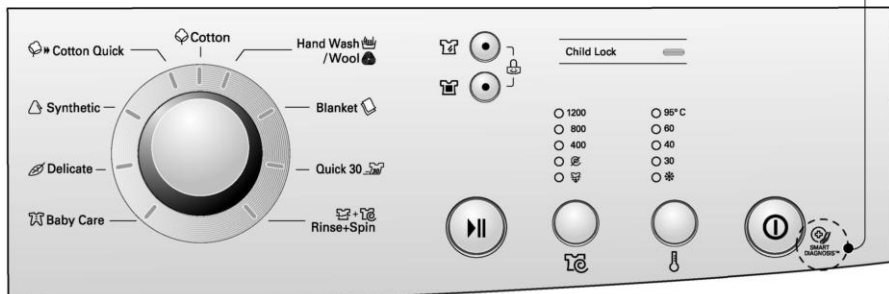 Cotton
Cotton Quick
Hand Wash
/Wool
Synthetic
Blanket
Delicate
Quick 30
Baby Care
+
Rinse+Spin
Child Lock
1200
800
400
95°C
60
40
30
SMART
DIAGNOSIS™